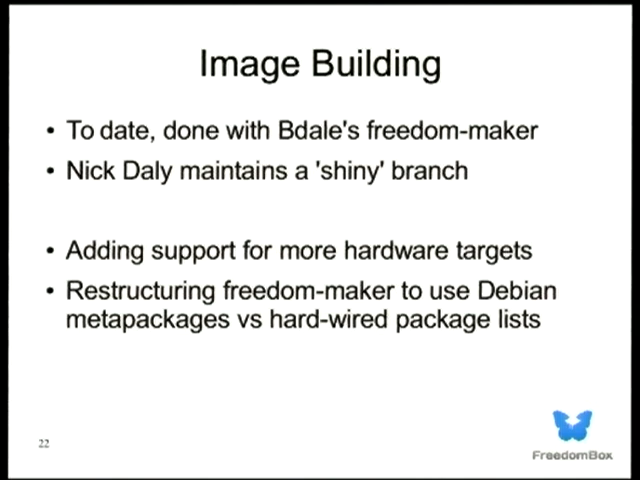 Image Building
• To date, done with Bdale's freedom-maker
• Nick Daly maintains a 'shiny' branch
• Adding support for more hardware targets
• Restructuring freedom-maker to use Debian
metapackages vs hard-wired package lists
22
FreedomBox